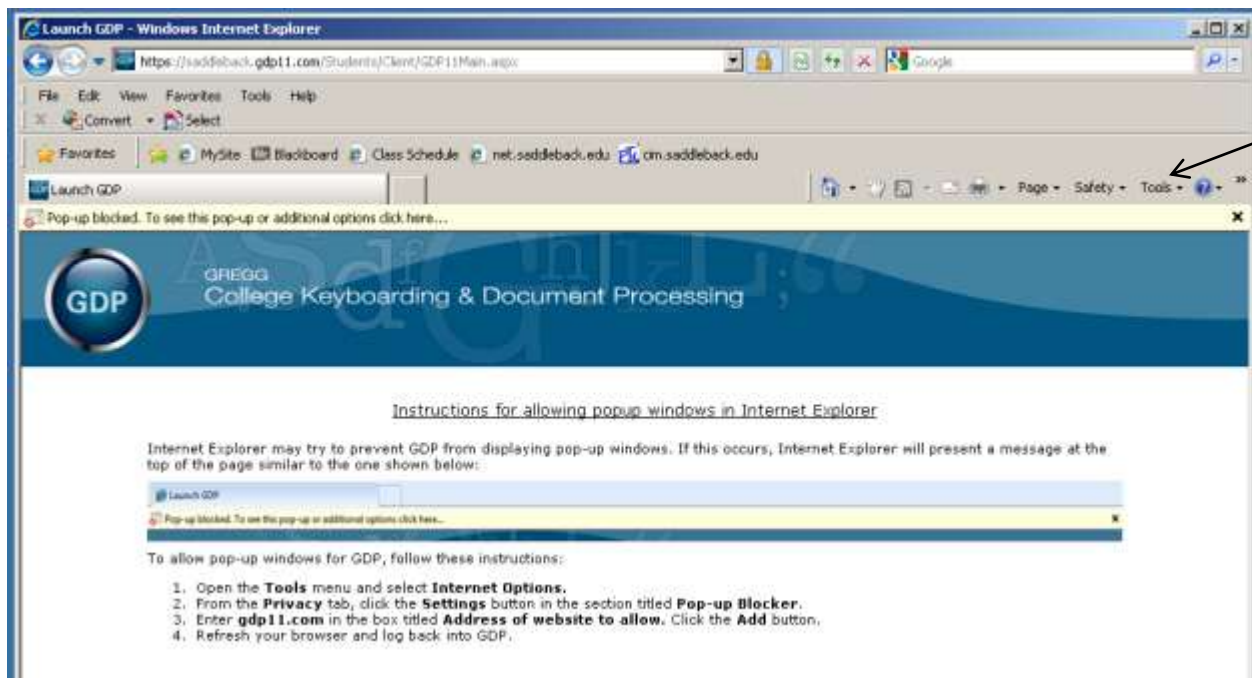 Launch GDP - Windows Internet Explorer
https://saddleback.gdp11.com/Students/Client/GDP11Main.aspx
Google
File Edit View Favorites Tools Help
Convert Select
Favorites MySite Blackboard Class Schedule net.saddleback.edu cim.saddleback.edu
Launch GDP Page Safety Tools
Pop-up blocked. To see this pop-up or additional options click here...
GDP
GREGG
College Keyboarding & Document Processing
Instructions for allowing popup windows in Internet Explorer
Internet Explorer may try to prevent GDP from displaying pop-up windows. If this occurs, Internet Explorer will present a message at the
top of the page similar to the one shown below:
Launch GDP
Pop-up blocked. To see this pop-up or additional options click here...
To allow pop-up windows for GDP, follow these instructions:
1. Open the Tools menu and select Internet Options.
2. From the Privacy tab, click the Settings button in the section titled Pop-up Blocker.
3. Enter gdp11.com in the box titled Address of website to allow. Click the Add button.
4. Refresh your browser and log back into GDP.